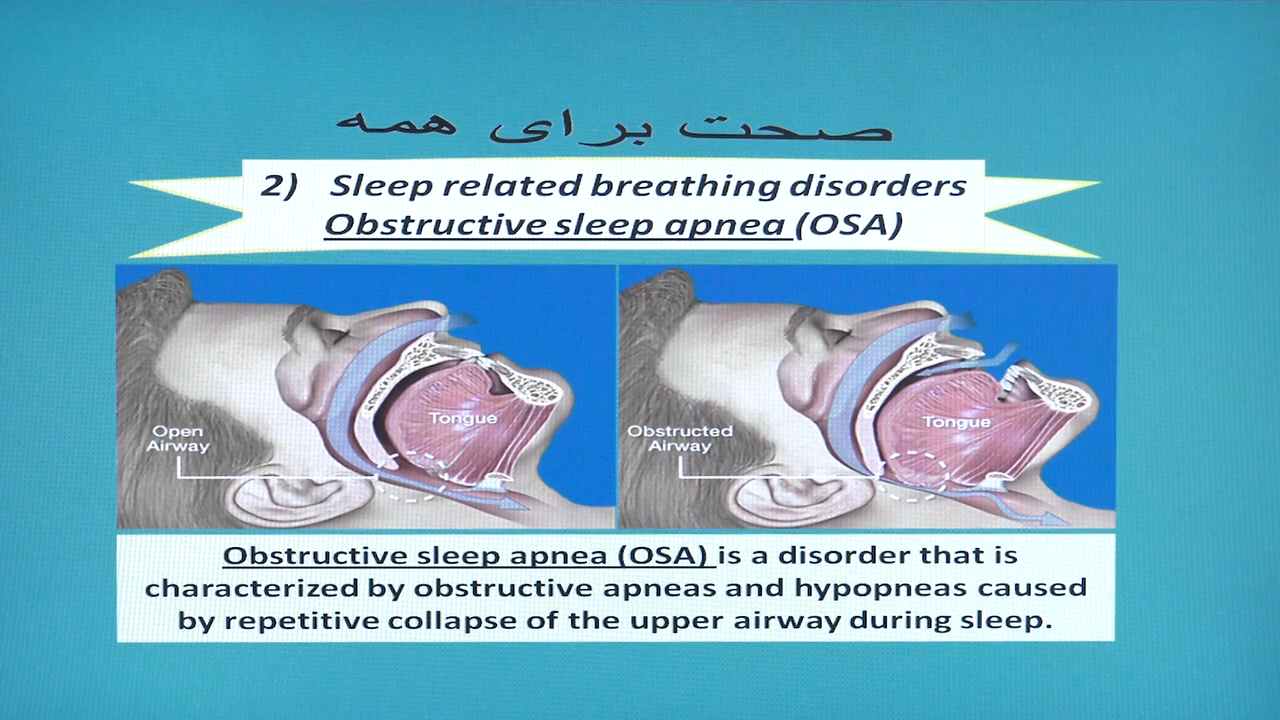 صحت برای همه
2) Sleep related breathing disorders
Obstructive sleep apnea (OSA)
Open
Airway
Tongue
Obstructed
Airway
Tongue
Obstructive sleep apnea (OSA) is a disorder that is
characterized by obstructive apneas and hypopneas caused
by repetitive collapse of the upper airway during sleep.